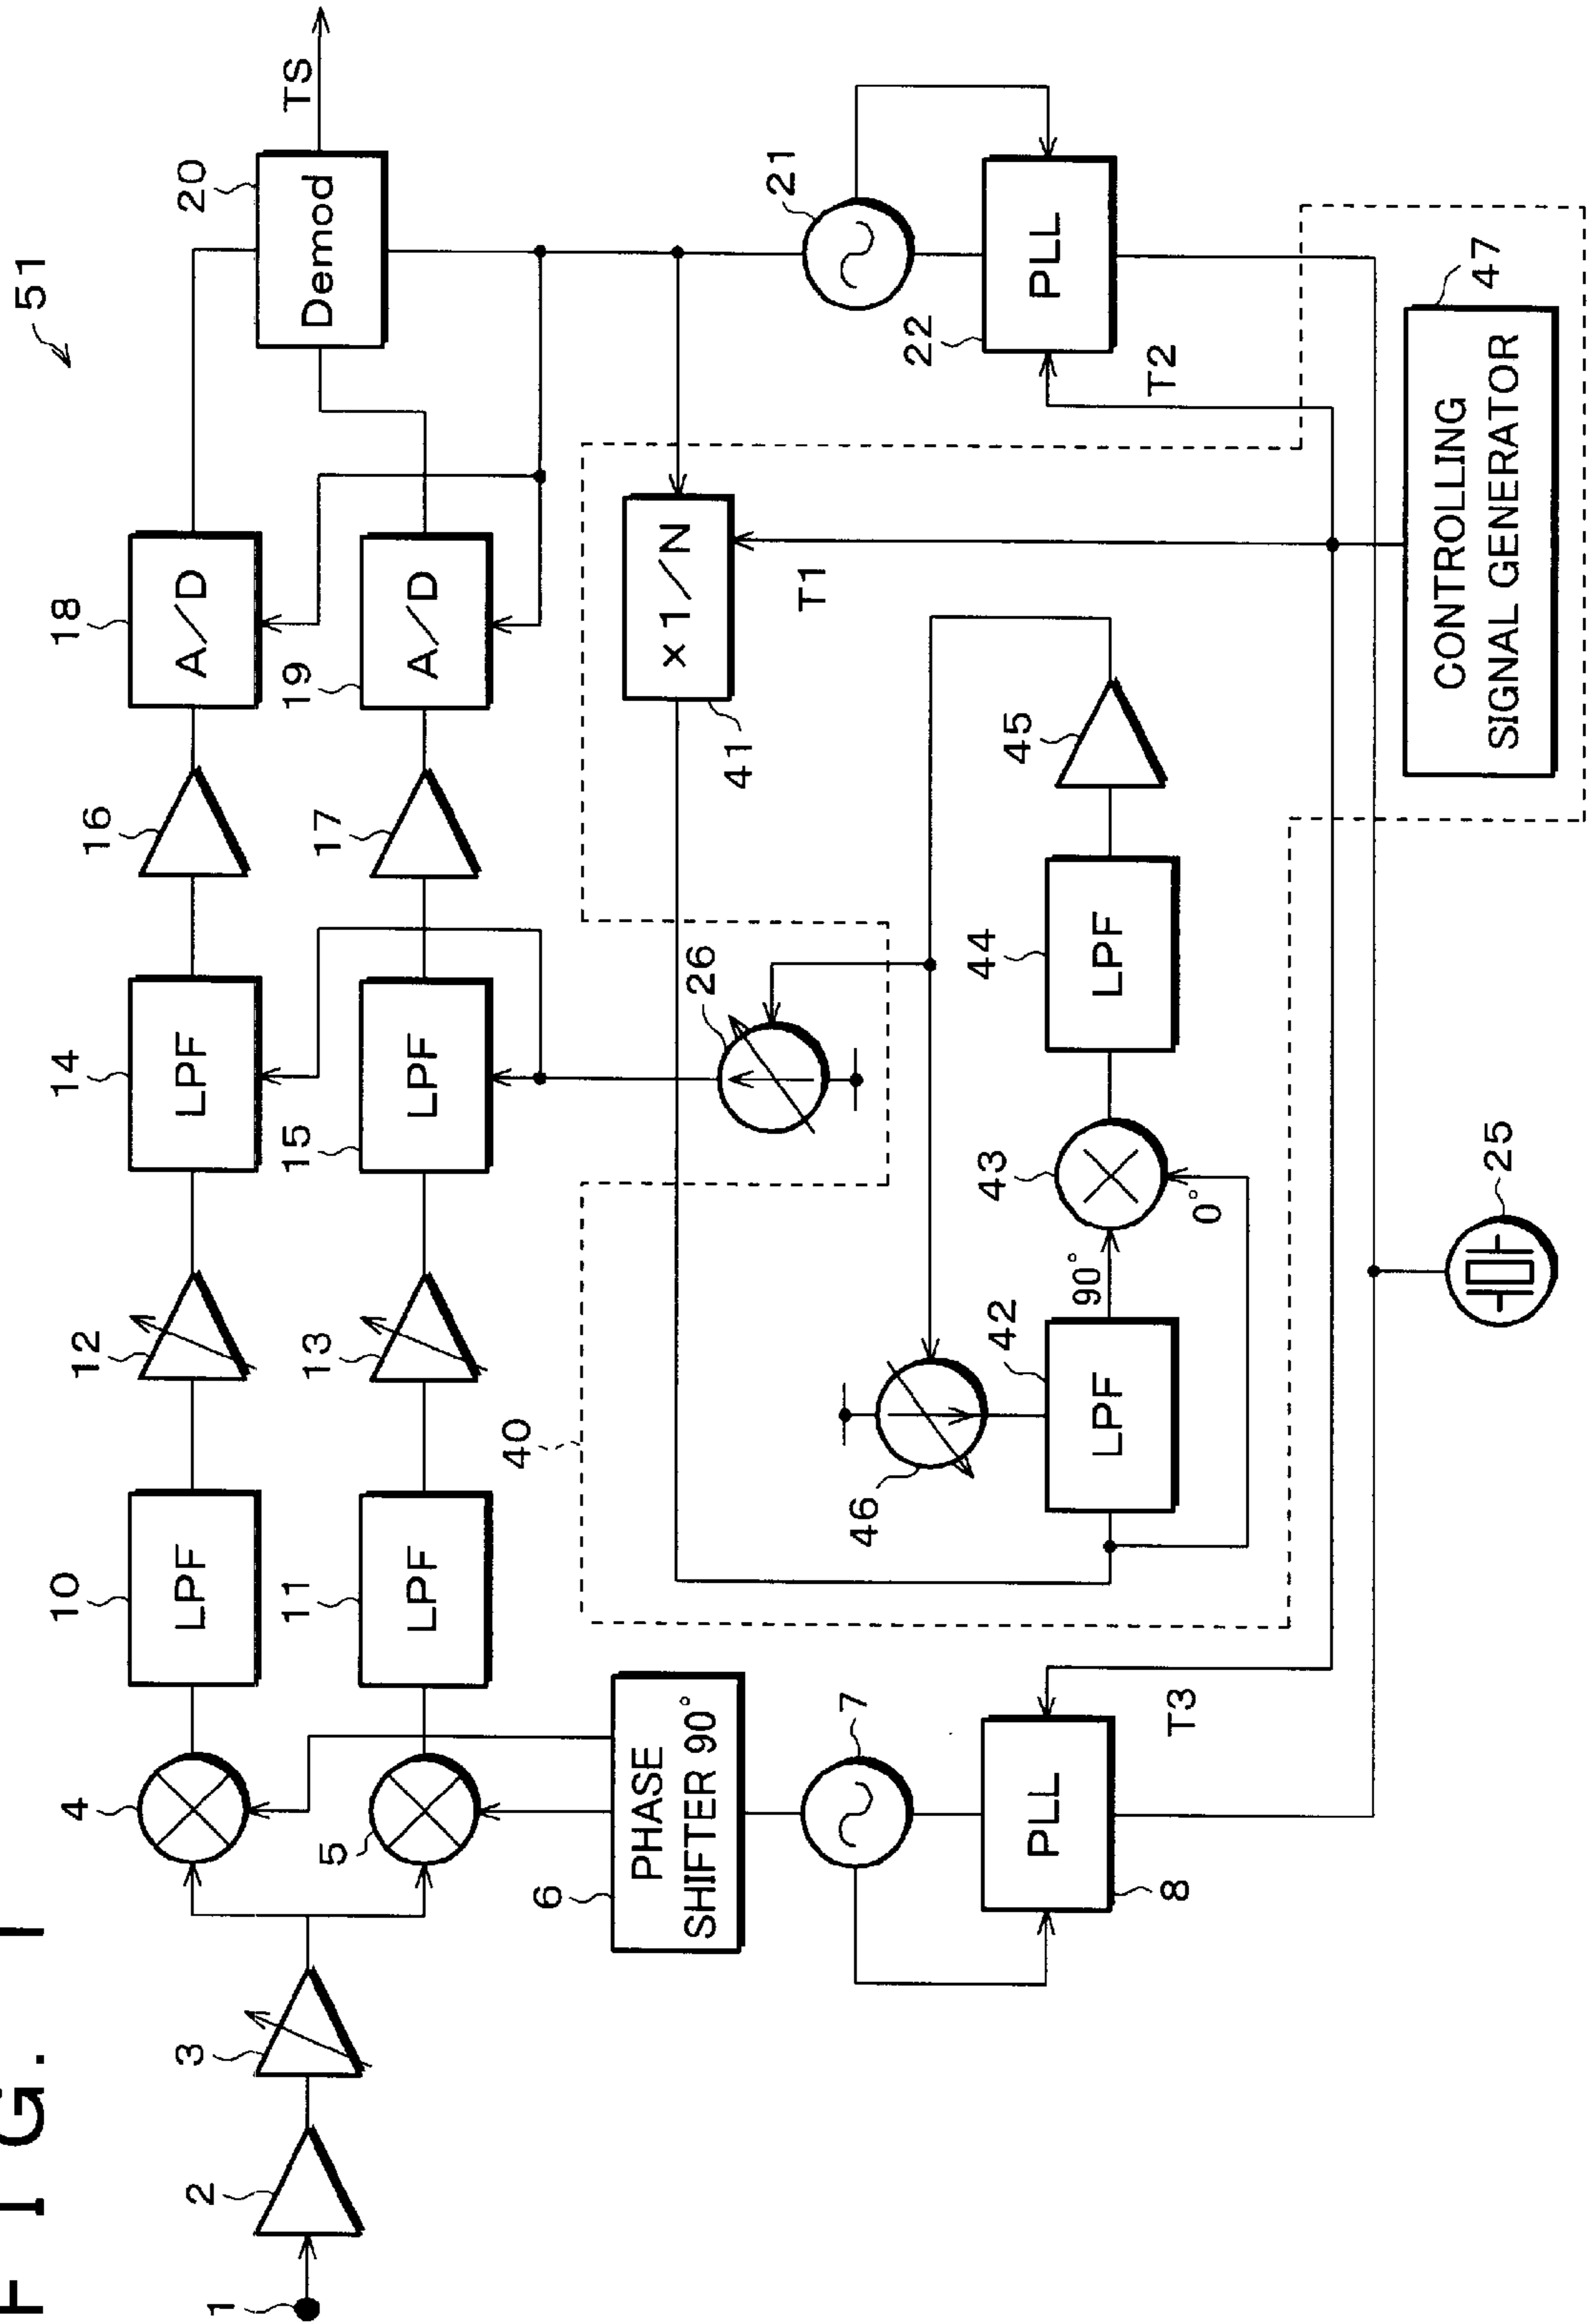 FIG. 1
51
1
2
3
4
5
PHASE
SHIFTER 90°
6
7
PLL
8
T3
10
LPF
11
LPF
12
13
14
LPF
15
LPF
16
17
18
A/D
19
A/D
20
Demod
TS
21
22
PLL
T2
25
26
40
× 1/N
41
T1
42
LPF
90°
0°
43
44
LPF
45
46
47
CONTROLLING
SIGNAL GENERATOR